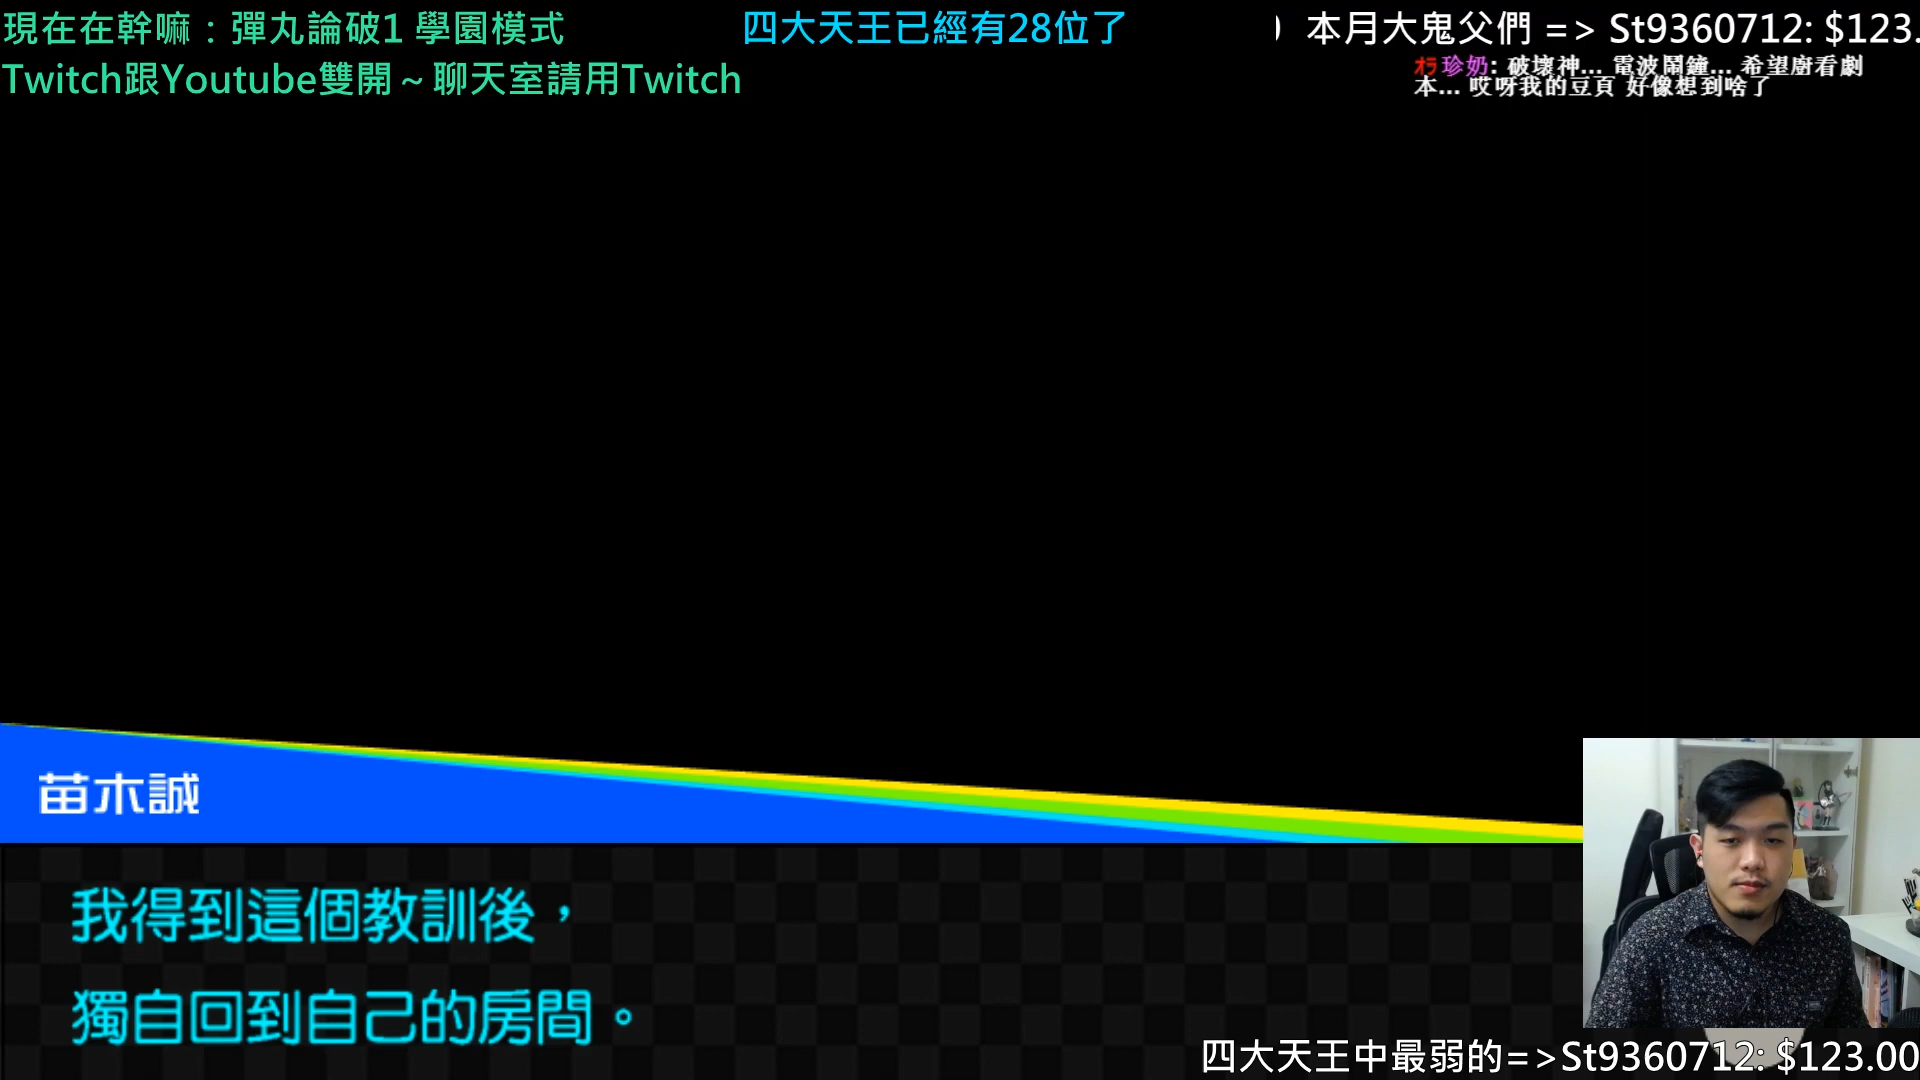 現在在幹嘛：彈丸論破1 學園模式
四大天王已經有28位了
) 本月大鬼父們 => St9360712: $123.
Twitch跟Youtube雙開～聊天室請用Twitch
珍奶: 破壞神... 電波鬧鐘... 希望廚看劇
本... 哎呀我的豆頁 好像想到啥了
苗木誠
我得到這個教訓後，
獨自回到自己的房間。
四大天王中最弱的=>St9360712: $123.00